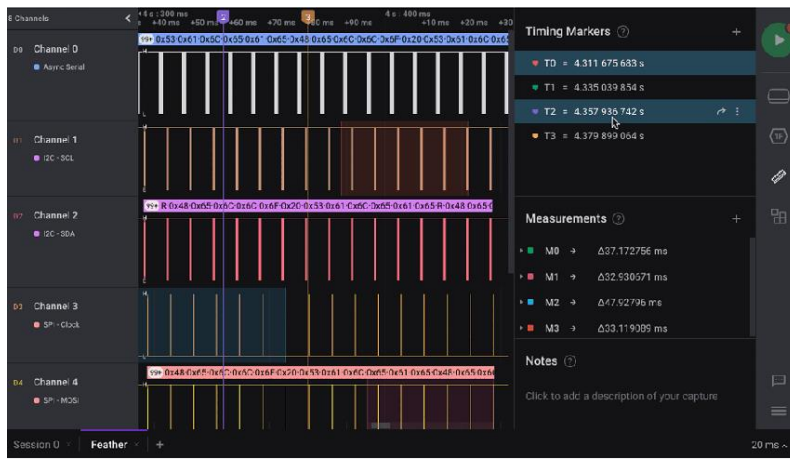 8 Channels
4 s : 300 ms
4 s : 400 ms
+40 ms +50 ms +60 ms +70 ms +80 ms +90 ms +10 ms +20 ms +30
D0 Channel 0
Async Serial
D1 Channel 1
I2C - SCL
D2 Channel 2
I2C - SDA
D3 Channel 3
SPI - Clock
D4 Channel 4
SPI - MOSI
Timing Markers
T0 = 4.311 675 683 s
T1 = 4.335 039 854 s
T2 = 4.357 936 742 s
T3 = 4.379 899 064 s
Measurements
M0 → Δ37.172756 ms
M1 → Δ32.930671 ms
M2 → Δ47.92796 ms
M3 → Δ33.119089 ms
Notes
Click to add a description of your capture
Session 0
Feather
20 ms